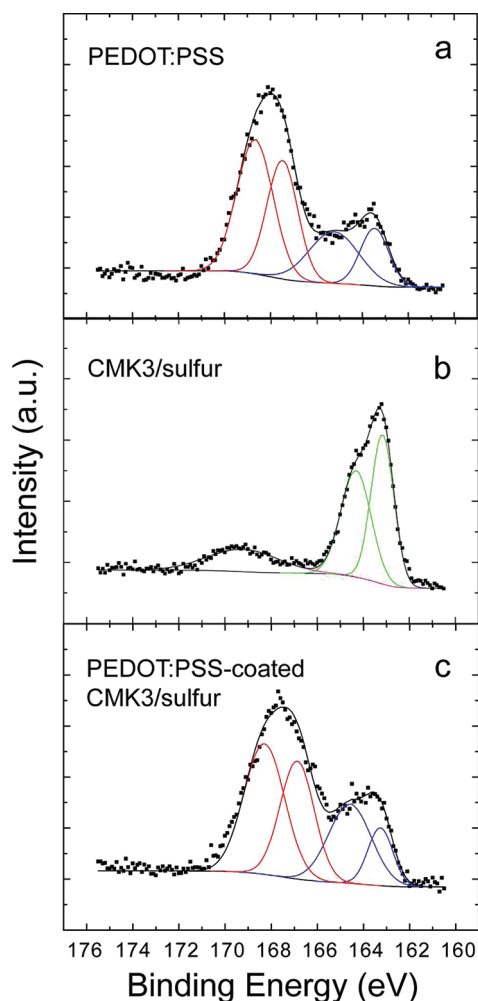 a
PEDOT:PSS
b
CMK3/sulfur
c
PEDOT:PSS-coated
CMK3/sulfur
Intensity (a.u.)
176 174 172 170 168 166 164 162 160
Binding Energy (eV)